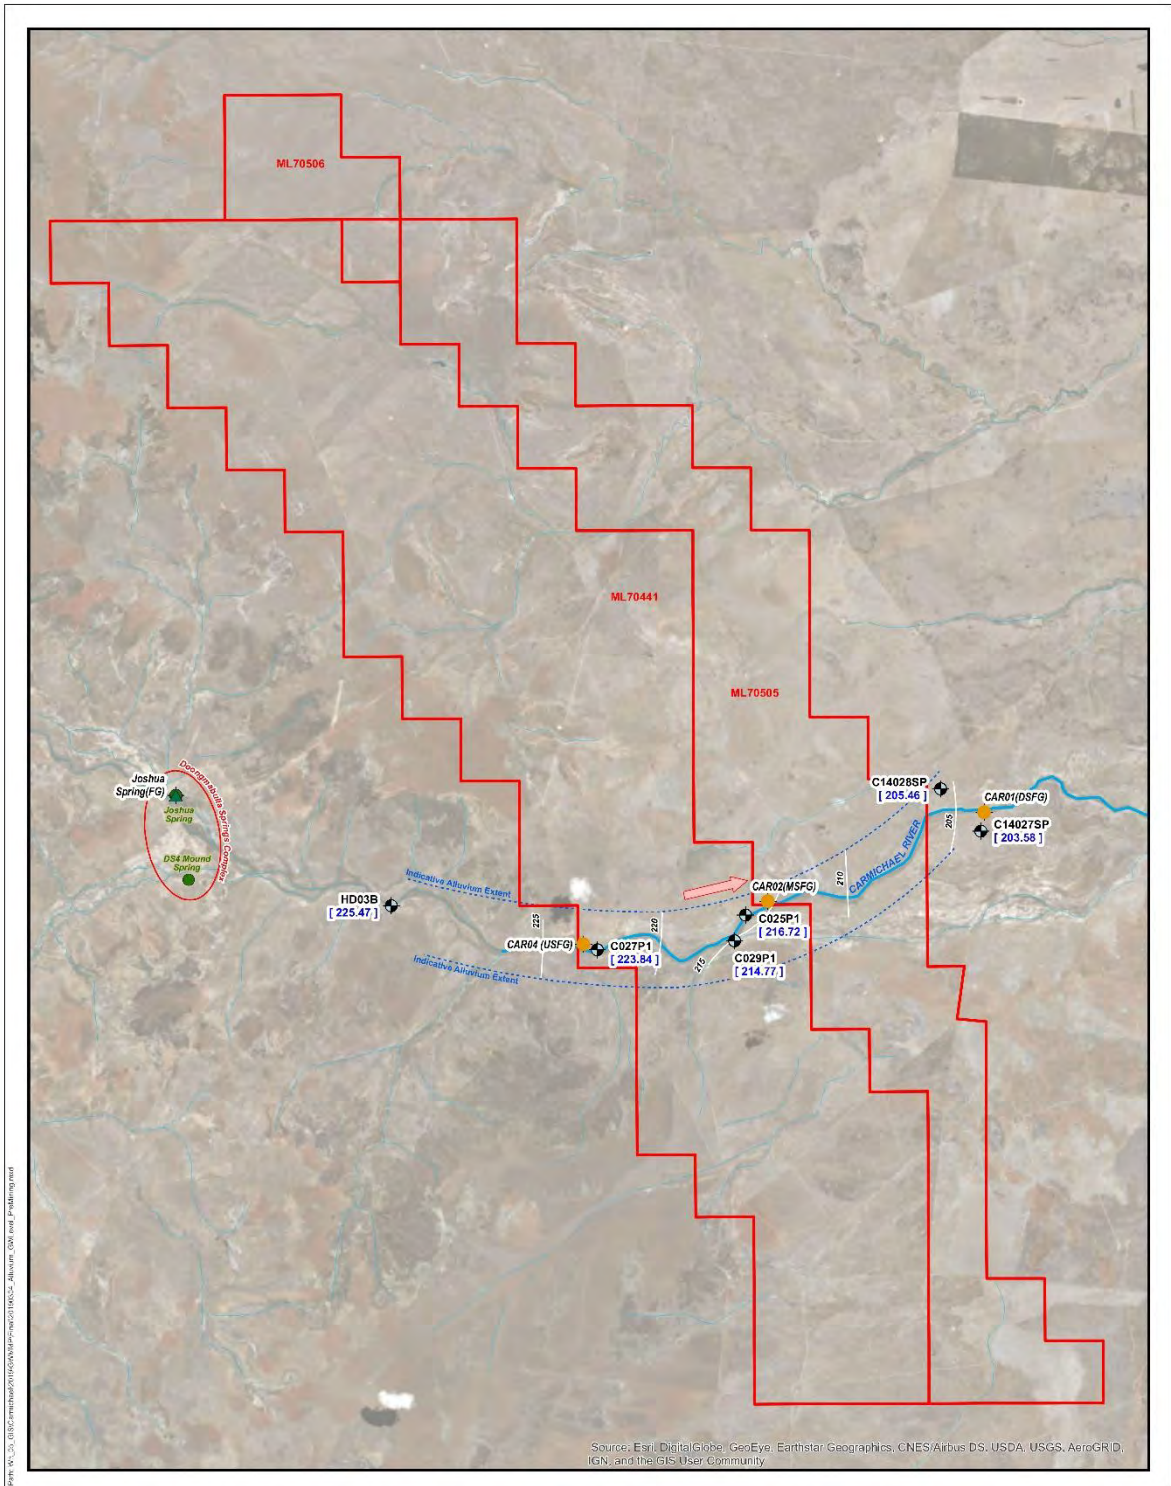 ML70506
ML70441
ML70505
Joshua
Spring(FG)
Joshua
Spring
DS4 Mound
Spring
Doongmabulla Springs Complex
HD03B
[ 225.47 ]
Indicative Alluvium Extent
Indicative Alluvium Extent
225
CAR04 (USFG)
C027P1
[ 223.84 ]
220
215
CAR02(MSFG)
C025P1
[ 216.72 ]
C029P1
[ 214.77 ]
210
CARMICHAEL RIVER
C14028SP
[ 205.46 ]
205
CAR01(DSFG)
C14027SP
[ 203.58 ]
Source: Esri, DigitalGlobe, GeoEye, Earthstar Geographics, CNES/Airbus DS, USDA, USGS, AeroGRID,
IGN, and the GIS User Community